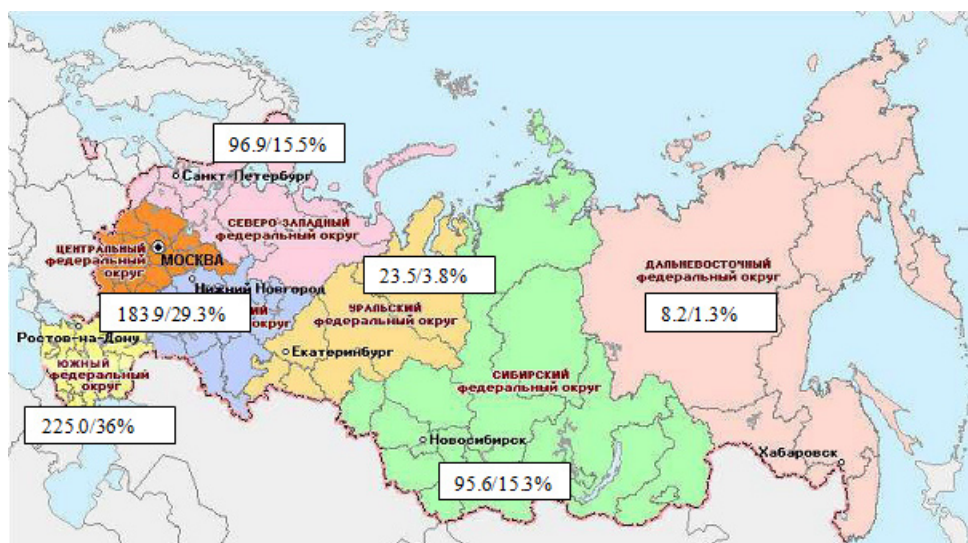 96.9/15.5%
Санкт-Петербург
СЕВЕРО-ЗАПАДНЫЙ
федеральный округ
ЦЕНТРАЛЬНЫЙ
федеральный
округ
МОСКВА
Нижний Новгород
183.9/29.3%
ИЙ
округ
23.5/3.8%
УРАЛЬСКИЙ
федеральный округ
Екатеринбург
ДАЛЬНЕВОСТОЧНЫЙ
федеральный округ
8.2/1.3%
Ростов-на-Дону
ЮЖНЫЙ
федеральный
округ
225.0/36%
СИБИРСКИЙ
федеральный округ
Новосибирск
95.6/15.3%
Хабаровск